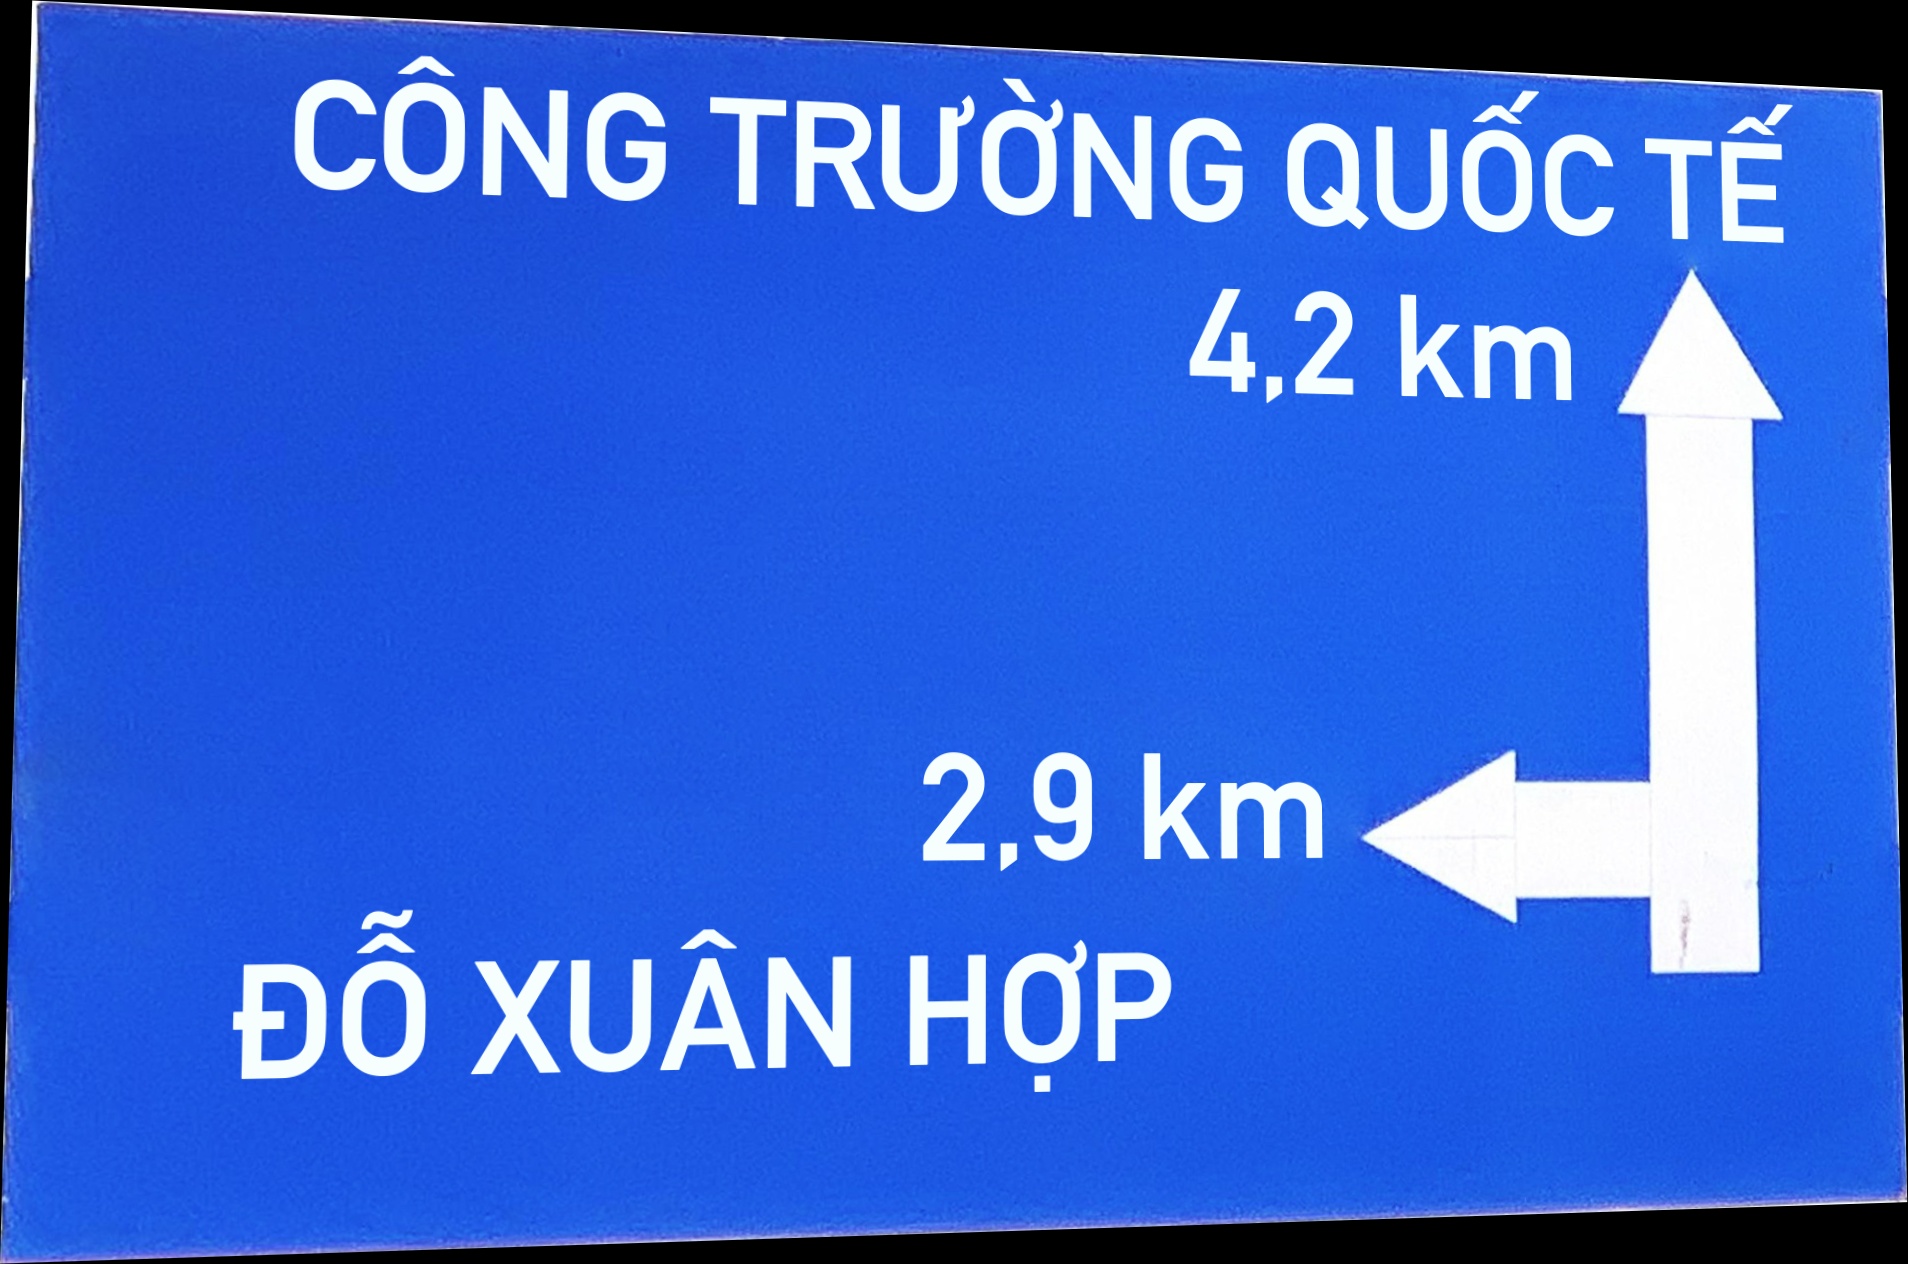 CÔNG TRƯỜNG QUỐC TẾ
4,2 km
2,9 km
ĐỖ XUÂN HỢP